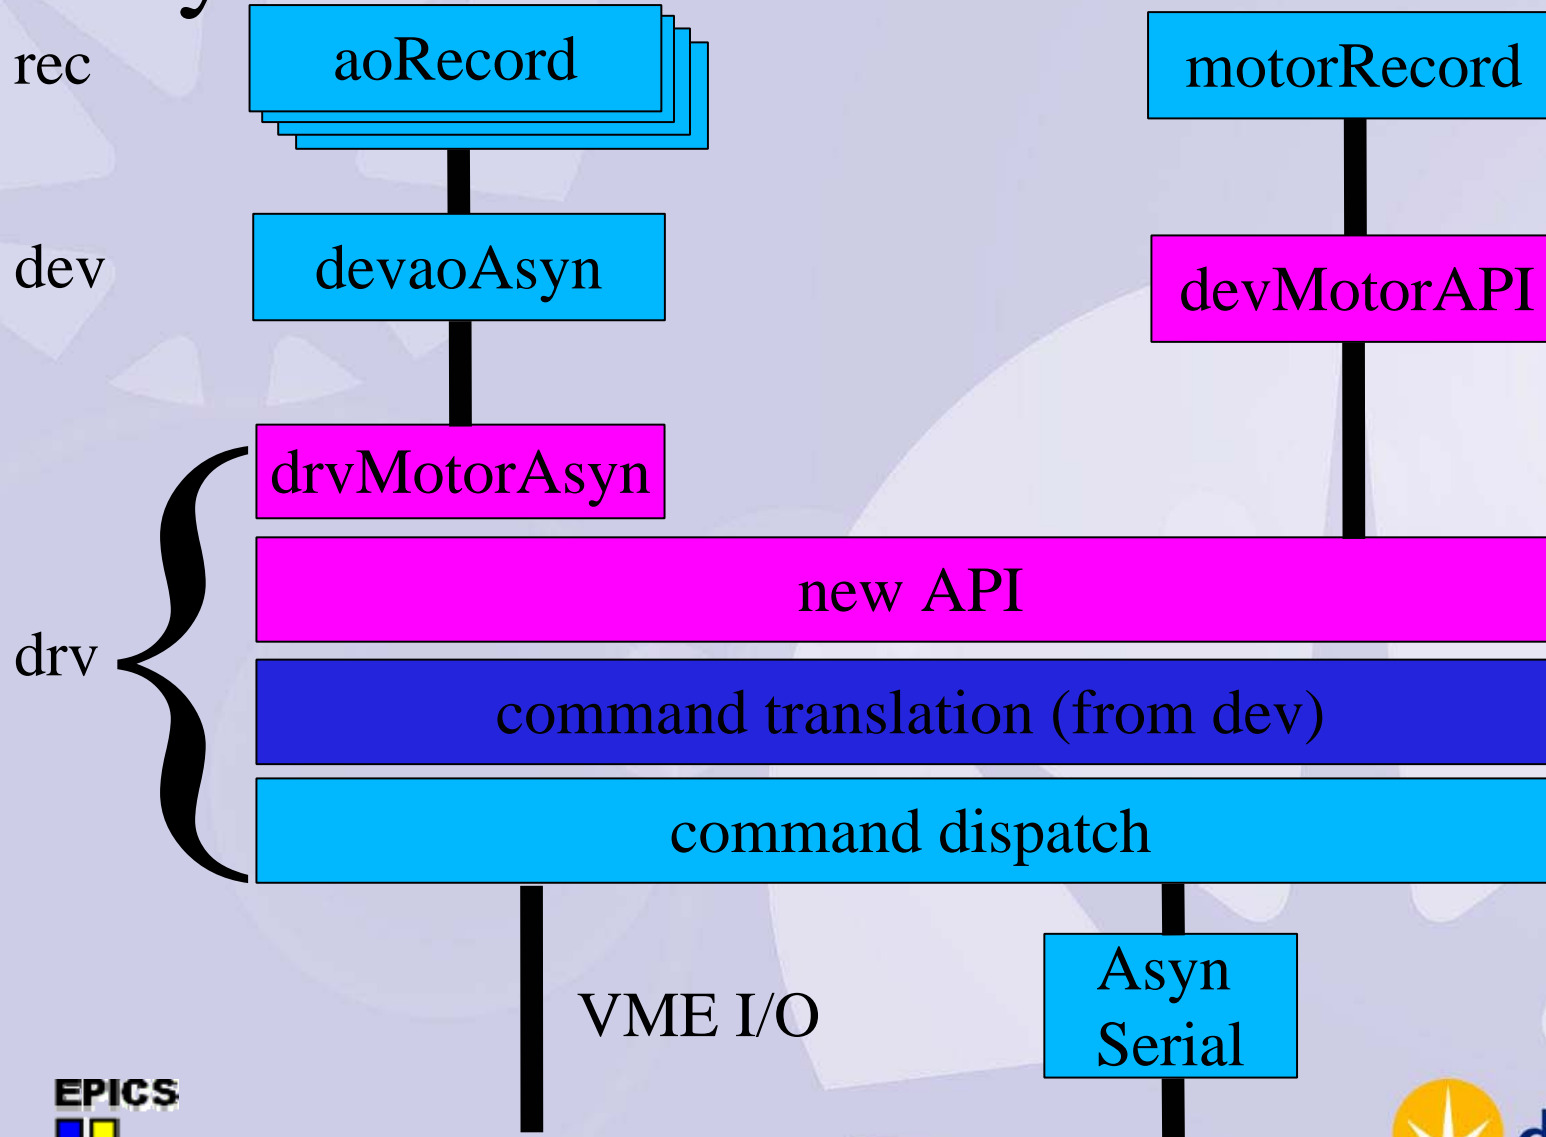 rec
aoRecord
motorRecord
dev
devaoAsyn
devMotorAPI
drvMotorAsyn
new API
drv
command translation (from dev)
command dispatch
Asyn
Serial
VME I/O
EPICS